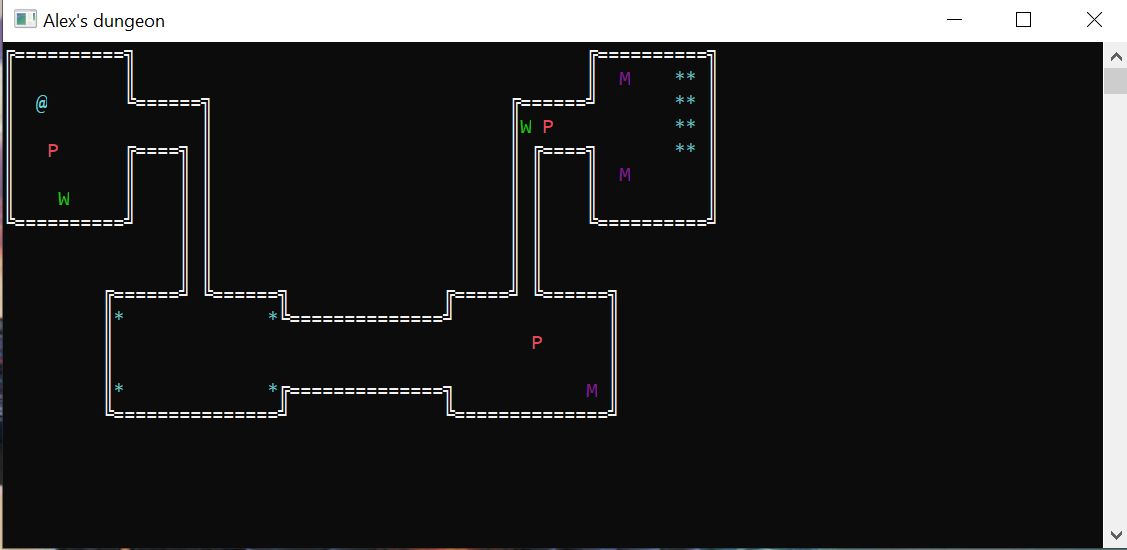 Alex's dungeon
╔==========╗                                         ╔==========╗
║          ║                                         ║  M    ** ║
║  @       ╚======╗                           ╔======╝       ** ║
║                 ║                           ║W P           ** ║
║   P      ╔====╗ ║                           ║ ╔====╗       ** ║
║          ║    ║ ║                           ║ ║    ║  M       ║
║    W     ║    ║ ║                           ║ ║    ║          ║
╚==========╝    ║ ║                           ║ ║    ╚==========╝
                ║ ║                           ║ ║
                ║ ║                           ║ ║
         ╔======╝ ╚======╗              ╔=====╝ ╚======╗
         ║*             *╚==============╝              ║
         ║                                      P      ║
         ║                                             ║
         ║*             *╔==============╗            M ║
         ╚===============╝              ╚==============╝